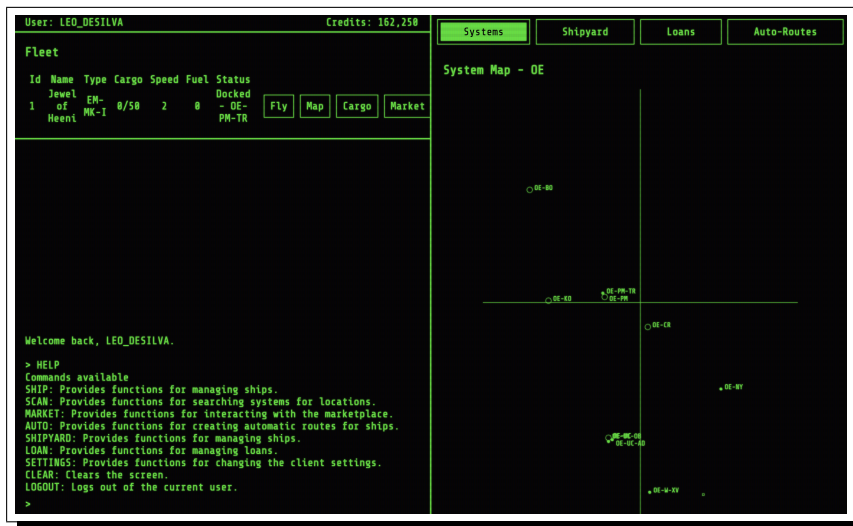 User: LEO_DESILVA
Credits: 162,250
Fleet
Id Name Type Cargo Speed Fuel Status
1 Jewel of Heeni EM-MK-I 0/50 2 0 Docked - OE-PM-TR Fly Map Cargo Market
Welcome back, LEO_DESILVA.
> HELP
Commands available
SHIP: Provides functions for managing ships.
SCAN: Provides functions for searching systems for locations.
MARKET: Provides functions for interacting with the marketplace.
AUTO: Provides functions for creating automatic routes for ships.
SHIPYARD: Provides functions for managing ships.
LOAN: Provides functions for managing loans.
SETTINGS: Provides functions for changing the client settings.
CLEAR: Clears the screen.
LOGOUT: Logs out of the current user.
>
Systems Shipyard Loans Auto-Routes
System Map - OE
OE-BO
OE-PM-TR
OE-PM
OE-KO
OE-CR
OE-NY
OE-UC-AD
OE-W-XV